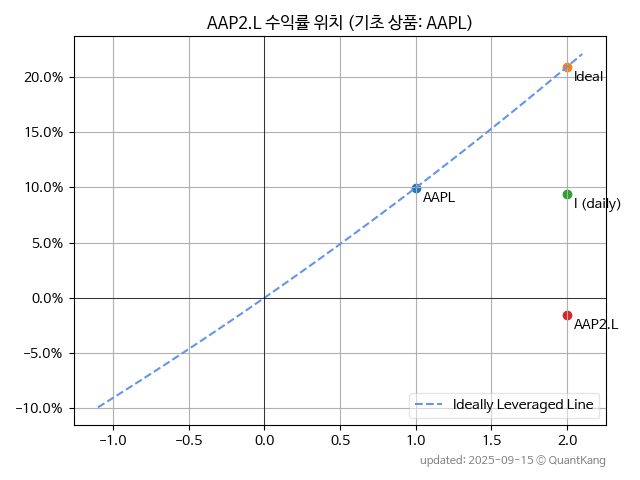 AAP2.L 수익률 위치 (기초 상품: AAPL)
20.0%
15.0%
10.0%
5.0%
0.0%
−5.0%
−10.0%
Ideal
AAPL
I (daily)
AAP2.L
Ideally Leveraged Line
−1.0 −0.5 0.0 0.5 1.0 1.5 2.0
updated: 2025-09-15 © QuantKang